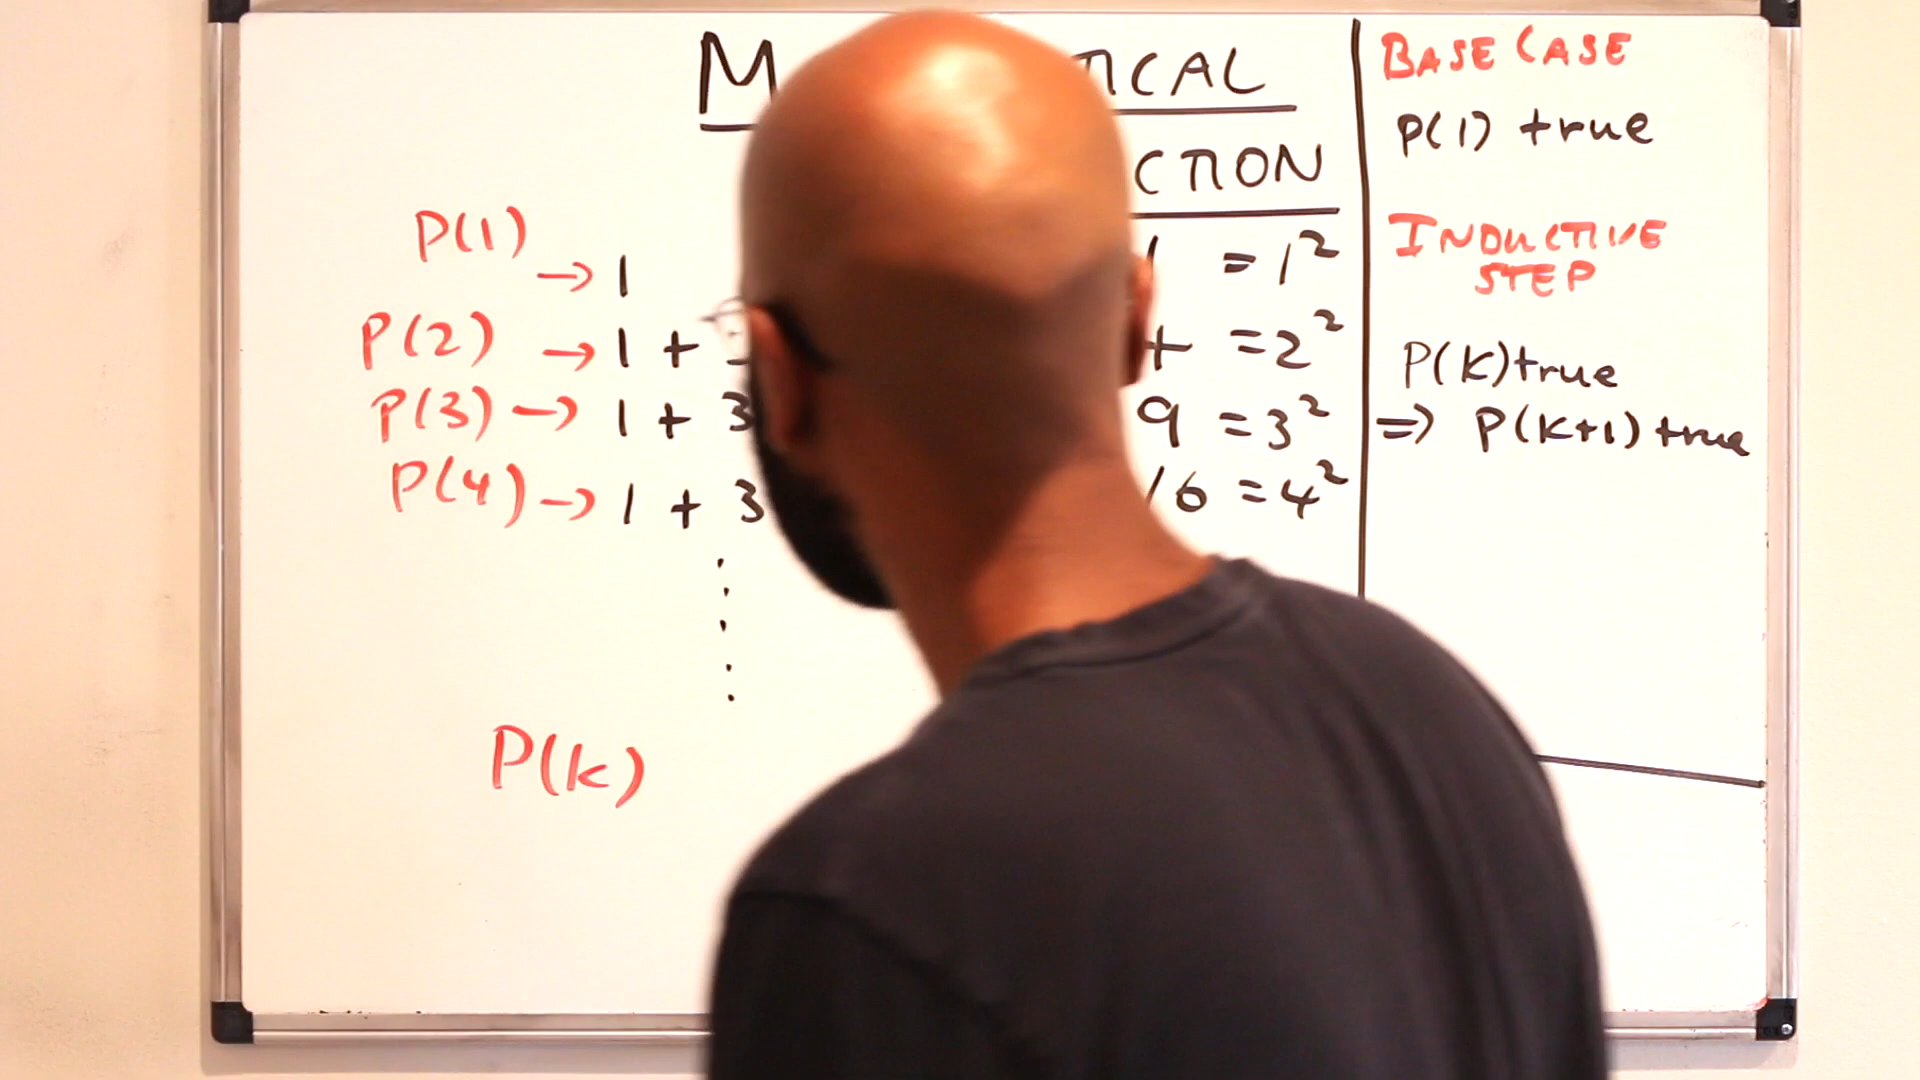 M TICAL
CTION
P(1) → 1 = 1²
P(2) → 1 + + = 2²
P(3) → 1 + 3 9 = 3²
P(4) → 1 + 3 16 = 4²
P(k)
BASE CASE
P(1) true
INDUCTIVE
STEP
P(k) true
⇒ P(k+1) true